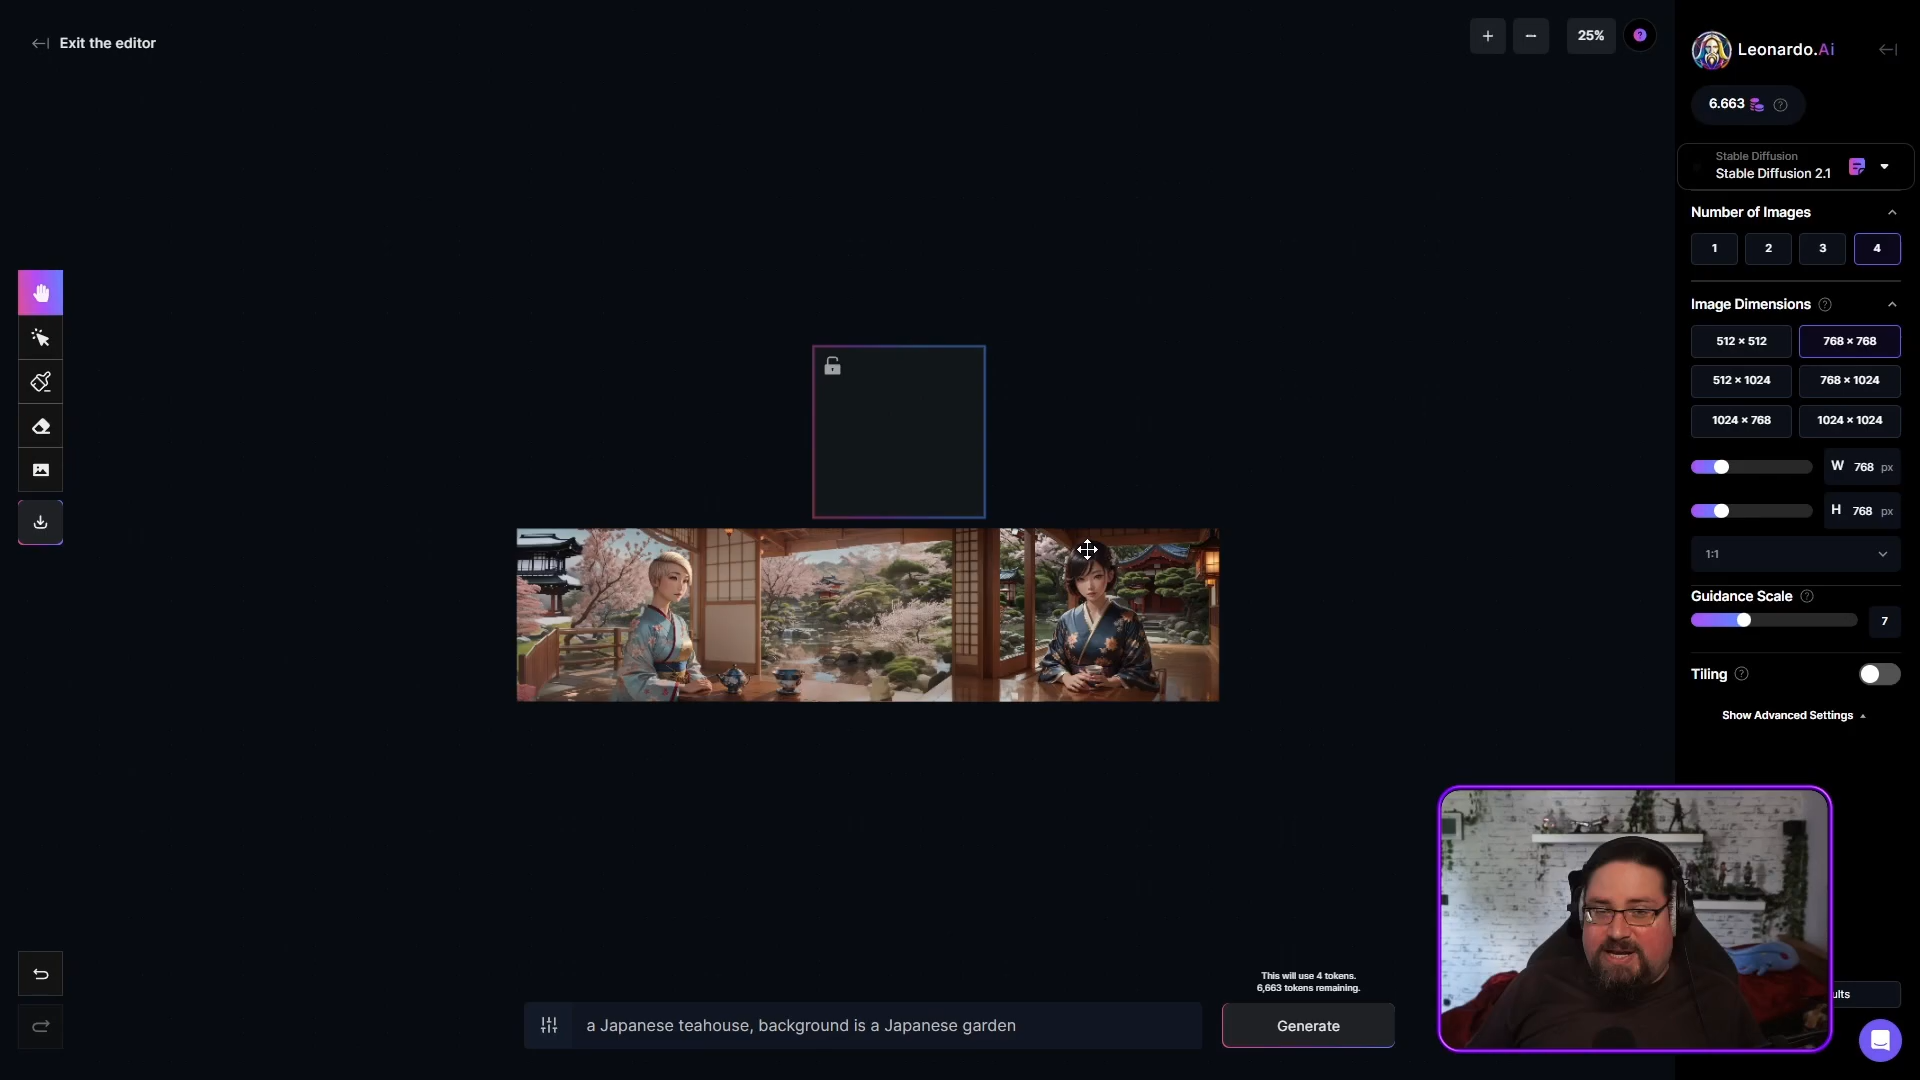 Exit the editor
25%
Leonardo.Ai
6.663
Stable Diffusion
Stable Diffusion 2.1
Number of Images
1 2 3 4
Image Dimensions
512 × 512 768 × 768
512 × 1024 768 × 1024
1024 × 768 1024 × 1024
W 768 px
H 768 px
1:1
Guidance Scale
7
Tiling
Show Advanced Settings
This will use 4 tokens.
6,663 tokens remaining.
a Japanese teahouse, background is a Japanese garden
Generate
ults